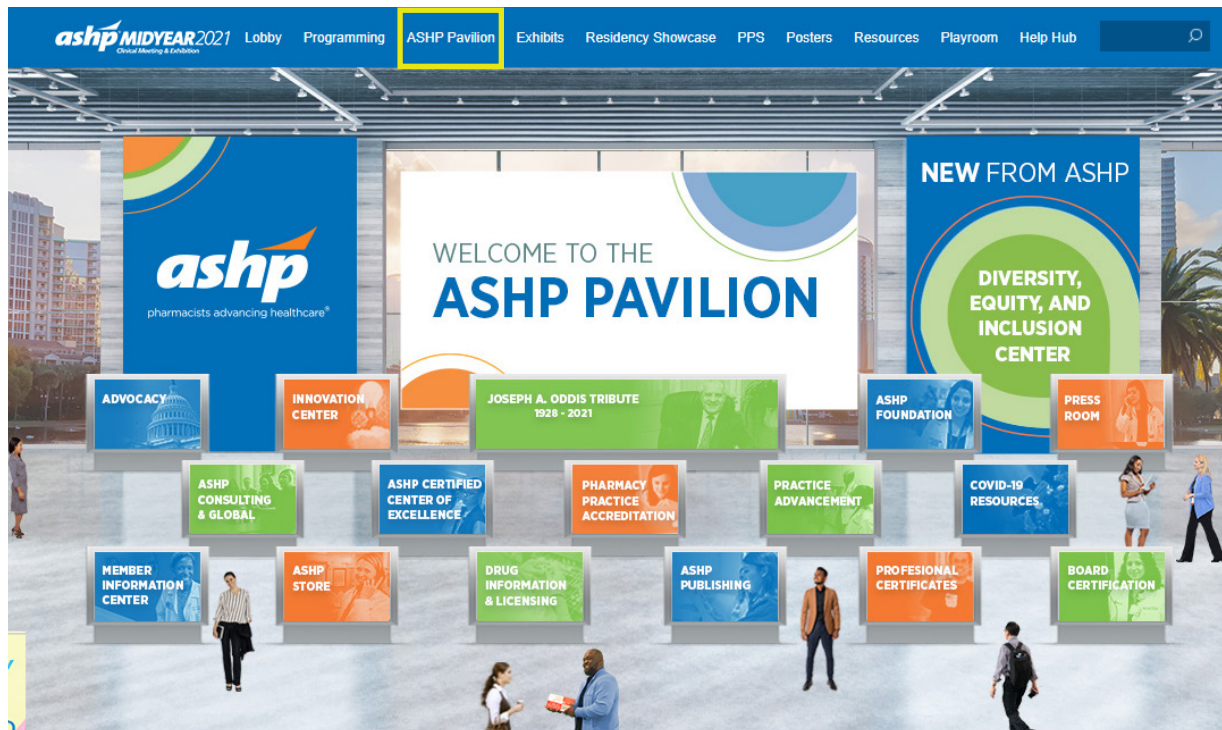 ashp MIDYEAR 2021
Clinical Meeting & Exhibition
Lobby Programming ASHP Pavilion Exhibits Residency Showcase PPS Posters Resources Playroom Help Hub
ashp
pharmacists advancing healthcare®
WELCOME TO THE
ASHP PAVILION
NEW FROM ASHP
DIVERSITY,
EQUITY, AND
INCLUSION
CENTER
ADVOCACY
INNOVATION
CENTER
JOSEPH A. ODDIS TRIBUTE
1928 - 2021
ASHP
FOUNDATION
PRESS
ROOM
ASHP
CONSULTING
& GLOBAL
ASHP CERTIFIED
CENTER OF
EXCELLENCE
PHARMACY
PRACTICE
ACCREDITATION
PRACTICE
ADVANCEMENT
COVID-19
RESOURCES
MEMBER
INFORMATION
CENTER
ASHP
STORE
DRUG
INFORMATION
& LICENSING
ASHP
PUBLISHING
PROFESIONAL
CERTIFICATES
BOARD
CERTIFICATION